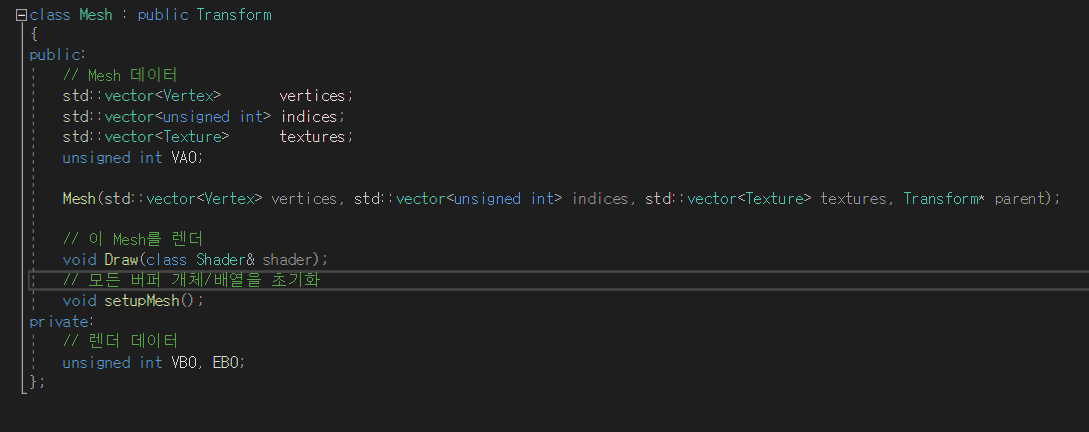 class Mesh : public Transform
{
public:
// Mesh 데이터
std::vector<Vertex> vertices;
std::vector<unsigned int> indices;
std::vector<Texture> textures;
unsigned int VAO;
Mesh(std::vector<Vertex> vertices, std::vector<unsigned int> indices, std::vector<Texture> textures, Transform* parent);
// 이 Mesh를 렌더
void Draw(class Shader& shader);
// 모든 버퍼 개체/배열을 초기화
void setupMesh();
private:
// 렌더 데이터
unsigned int VBO, EBO;
};